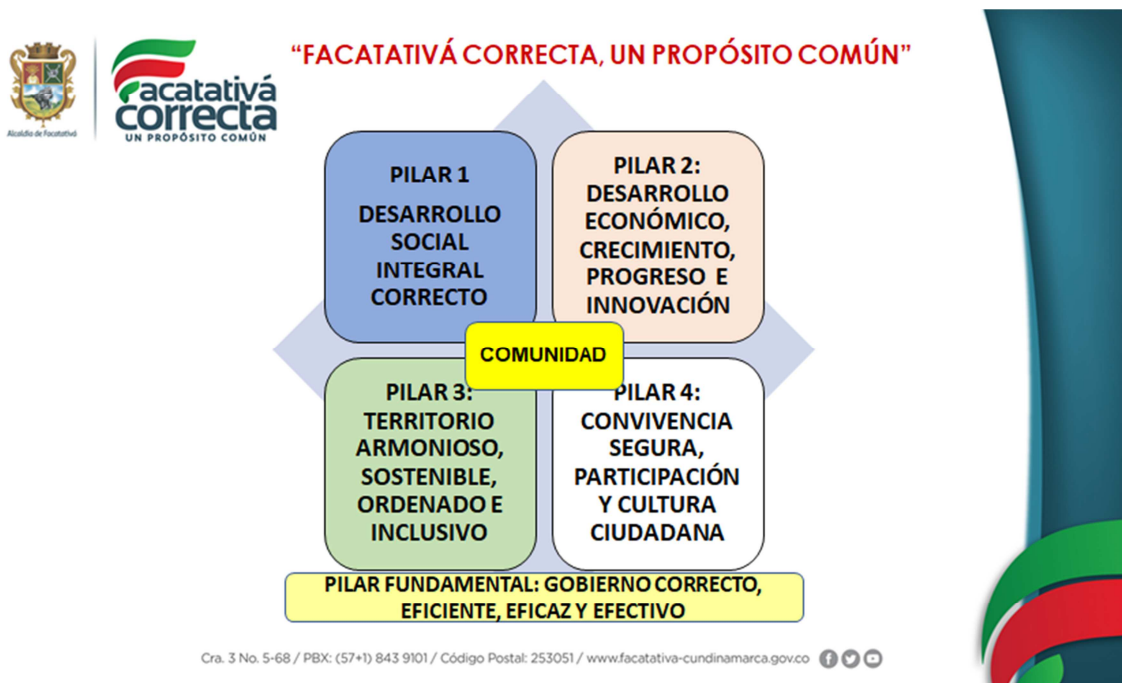 Alcaldía de Facatativá
Facatativá
correcta
UN PROPÓSITO COMÚN
“FACATATIVÁ CORRECTA, UN PROPÓSITO COMÚN”
PILAR 1
DESARROLLO
SOCIAL
INTEGRAL
CORRECTO
PILAR 2:
DESARROLLO
ECONÓMICO,
CRECIMIENTO,
PROGRESO E
INNOVACIÓN
COMUNIDAD
PILAR 3:
TERRITORIO
ARMONIOSO,
SOSTENIBLE,
ORDENADO E
INCLUSIVO
PILAR 4:
CONVIVENCIA
SEGURA,
PARTICIPACIÓN
Y CULTURA
CIUDADANA
PILAR FUNDAMENTAL: GOBIERNO CORRECTO,
EFICIENTE, EFICAZ Y EFECTIVO
Cra. 3 No. 5-68 / PBX: (57+1) 843 9101 / Código Postal: 253051 / www.facatativa-cundinamarca.gov.co